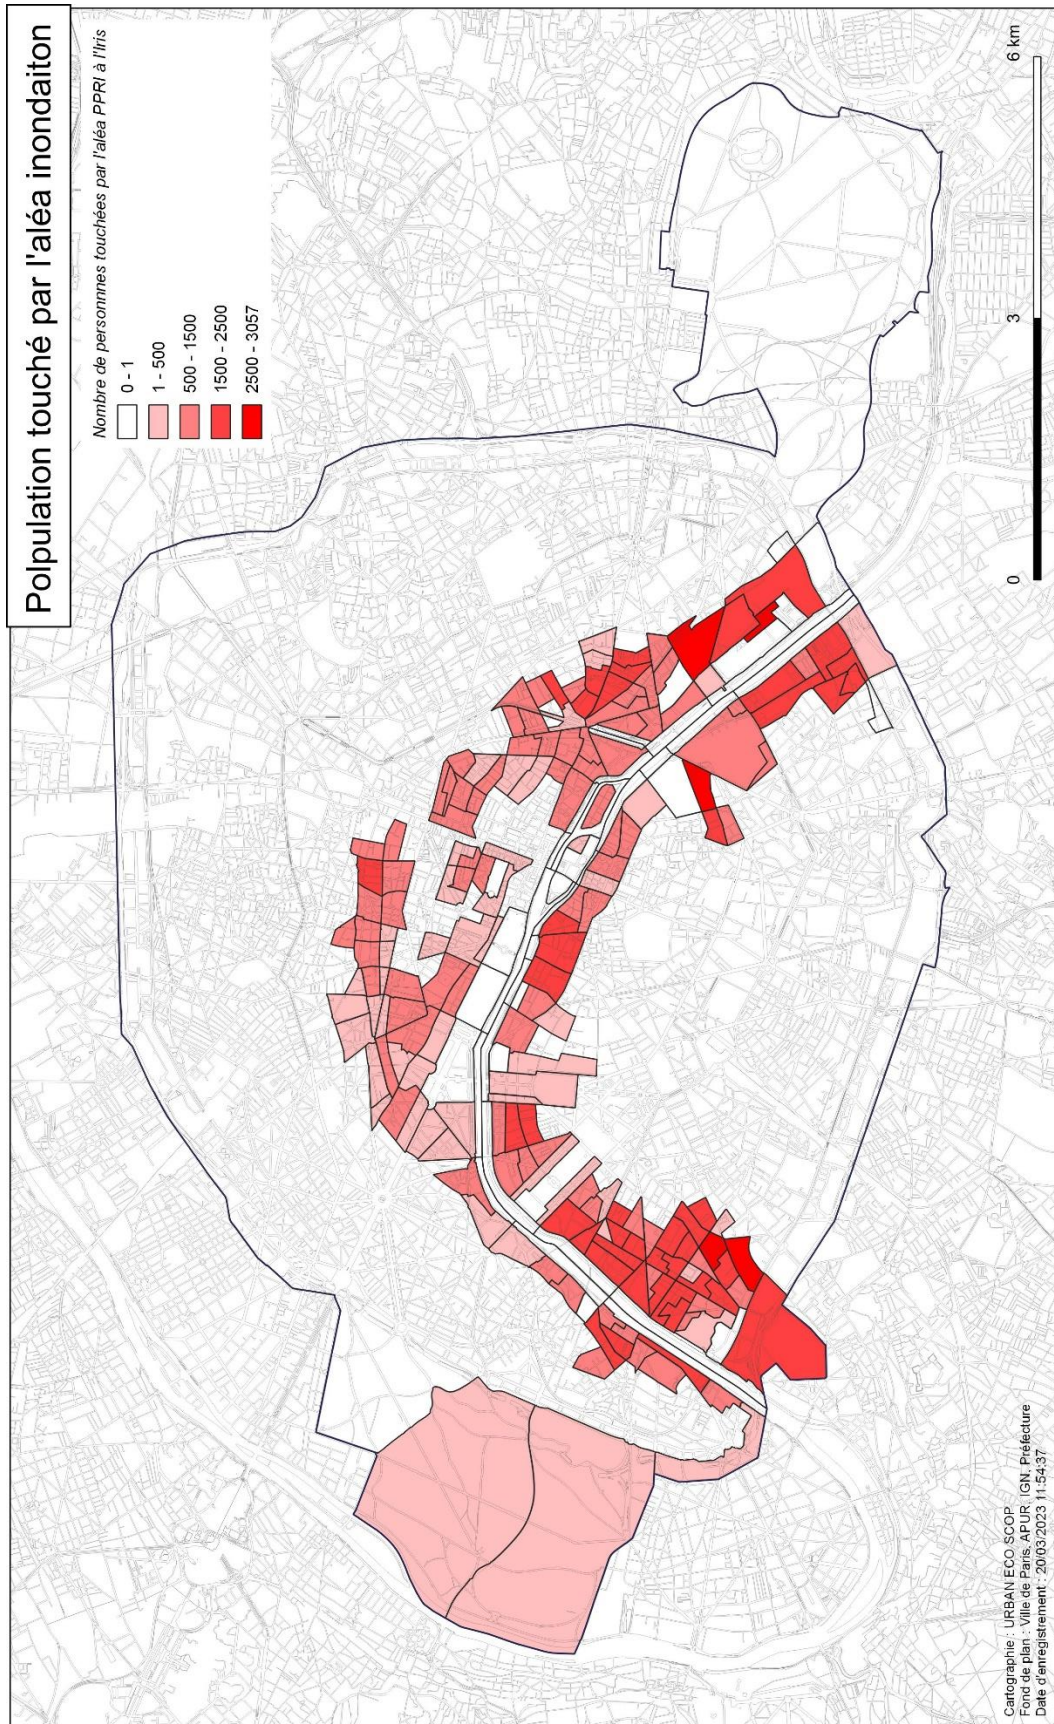 Polpulation touché par l'aléa inondaiton
Nombre de personnnes touchées par l'aléa PPRI à l'Iris
0 - 1
1 - 500
500 - 1500
1500 - 2500
2500 - 3057
0 3 6 km
Cartographie : URBAN ECO SCOP
Fond de plan : Ville de Paris, APUR, IGN, Préfecture
Date d'enregistrement : 20/03/2023 11:54:37